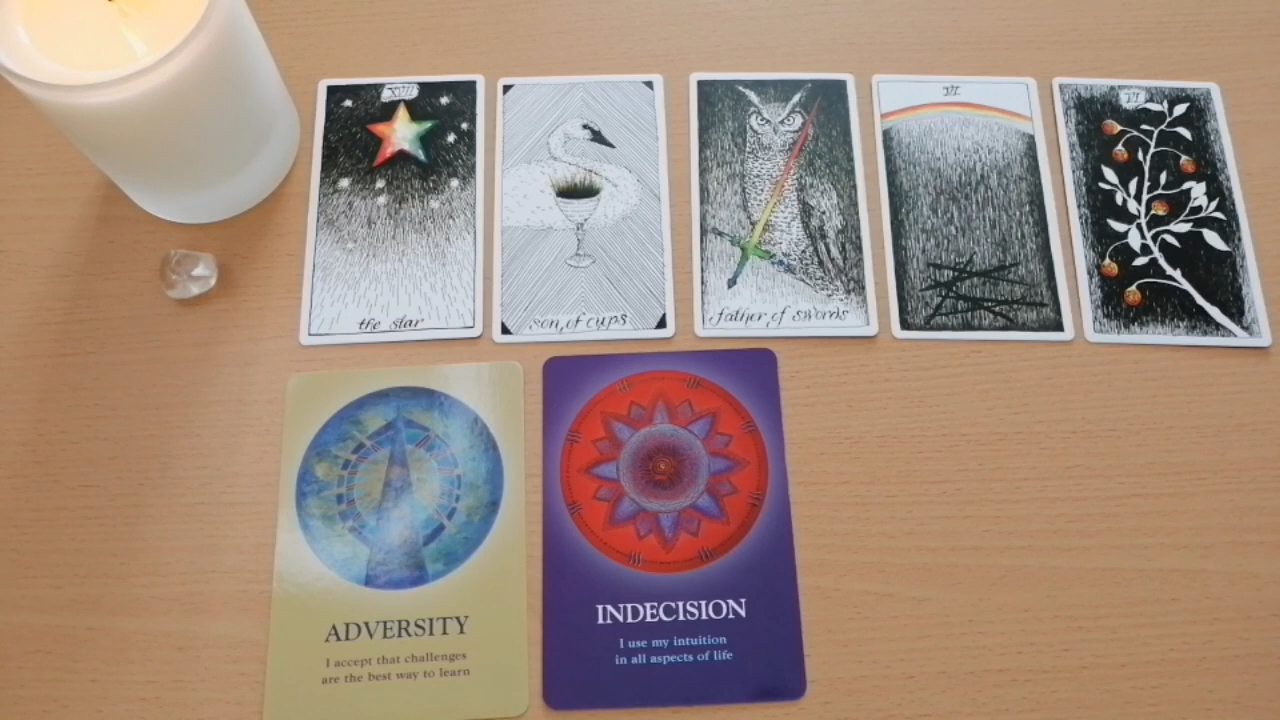 XVII
the star
son of cups
father of swords
VI
VI
ADVERSITY
I accept that challenges
are the best way to learn
INDECISION
I use my intuition
in all aspects of life